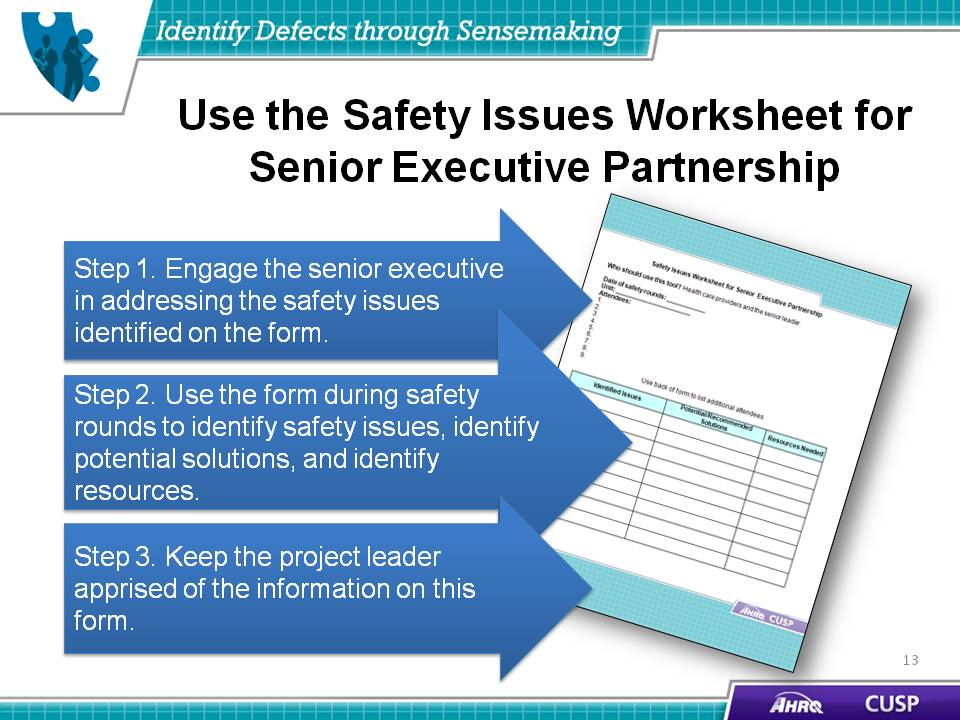 Identify Defects through Sensemaking
Use the Safety Issues Worksheet for
Senior Executive Partnership
Step 1. Engage the senior executive
in addressing the safety issues
identified on the form.
Step 2. Use the form during safety
rounds to identify safety issues, identify
potential solutions, and identify
resources.
Step 3. Keep the project leader
apprised of the information on this
form.
Safety Issues Worksheet for Senior Executive Partnership
Who should use this tool? Health care providers and the senior leader.
Date of safety rounds:
Unit:
Attendees:
1.
2.
3.
4.
5.
6.
7.
8.
9.
Use back of form to list additional attendees.
Identified Issues
Potential/Recommended
Solutions
Resources Needed
AHRQ CUSP
13
AHRQ CUSP